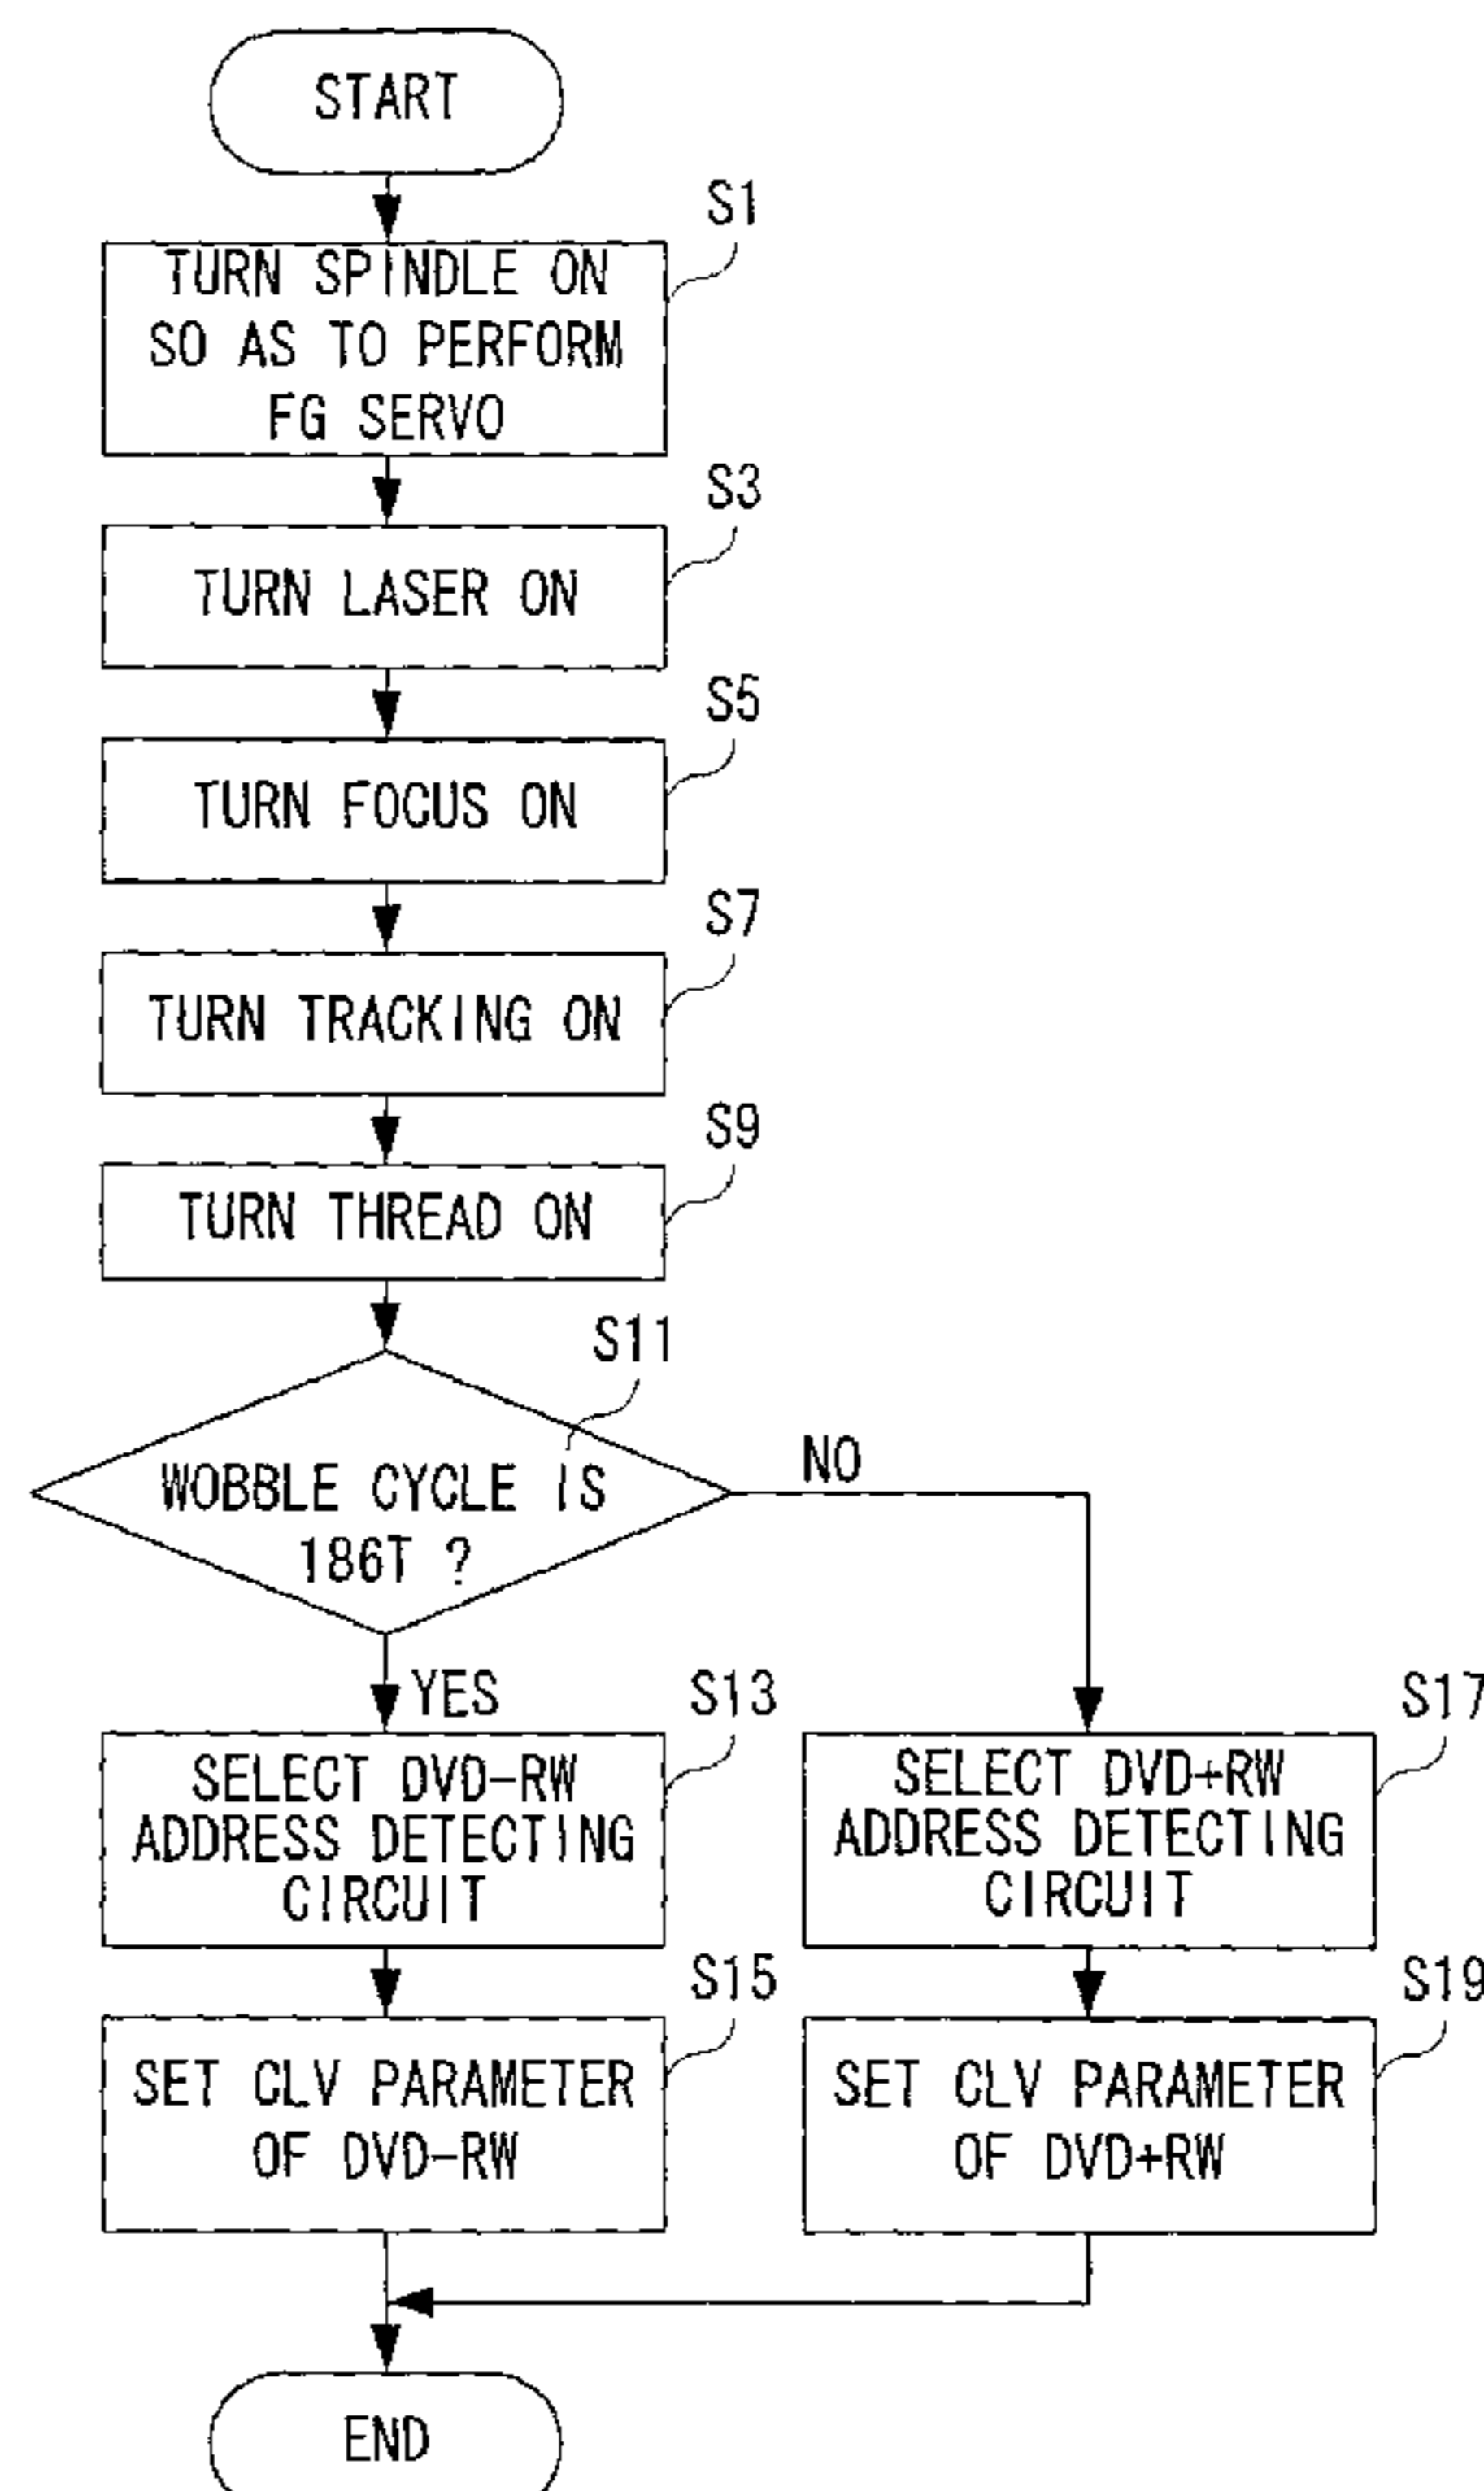 START
S1
TURN SPINDLE ON
SO AS TO PERFORM
FG SERVO
S3
TURN LASER ON
S5
TURN FOCUS ON
S7
TURN TRACKING ON
S9
TURN THREAD ON
S11
WOBBLE CYCLE IS
186T ?
NO
YES
S13
SELECT DVD-RW
ADDRESS DETECTING
CIRCUIT
S17
SELECT DVD+RW
ADDRESS DETECTING
CIRCUIT
S15
SET CLV PARAMETER
OF DVD-RW
S19
SET CLV PARAMETER
OF DVD+RW
END